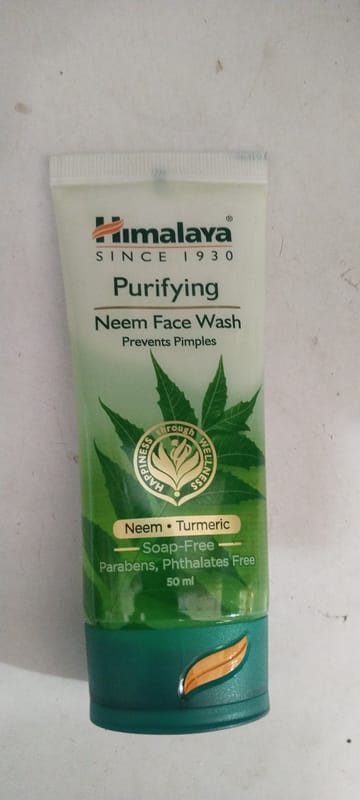 Himalaya®
SINCE 1930
Purifying
Neem Face Wash
Prevents Pimples
HAPPINESS through WELLNESS
Neem • Turmeric
Soap-Free
Parabens, Phthalates Free
50 ml